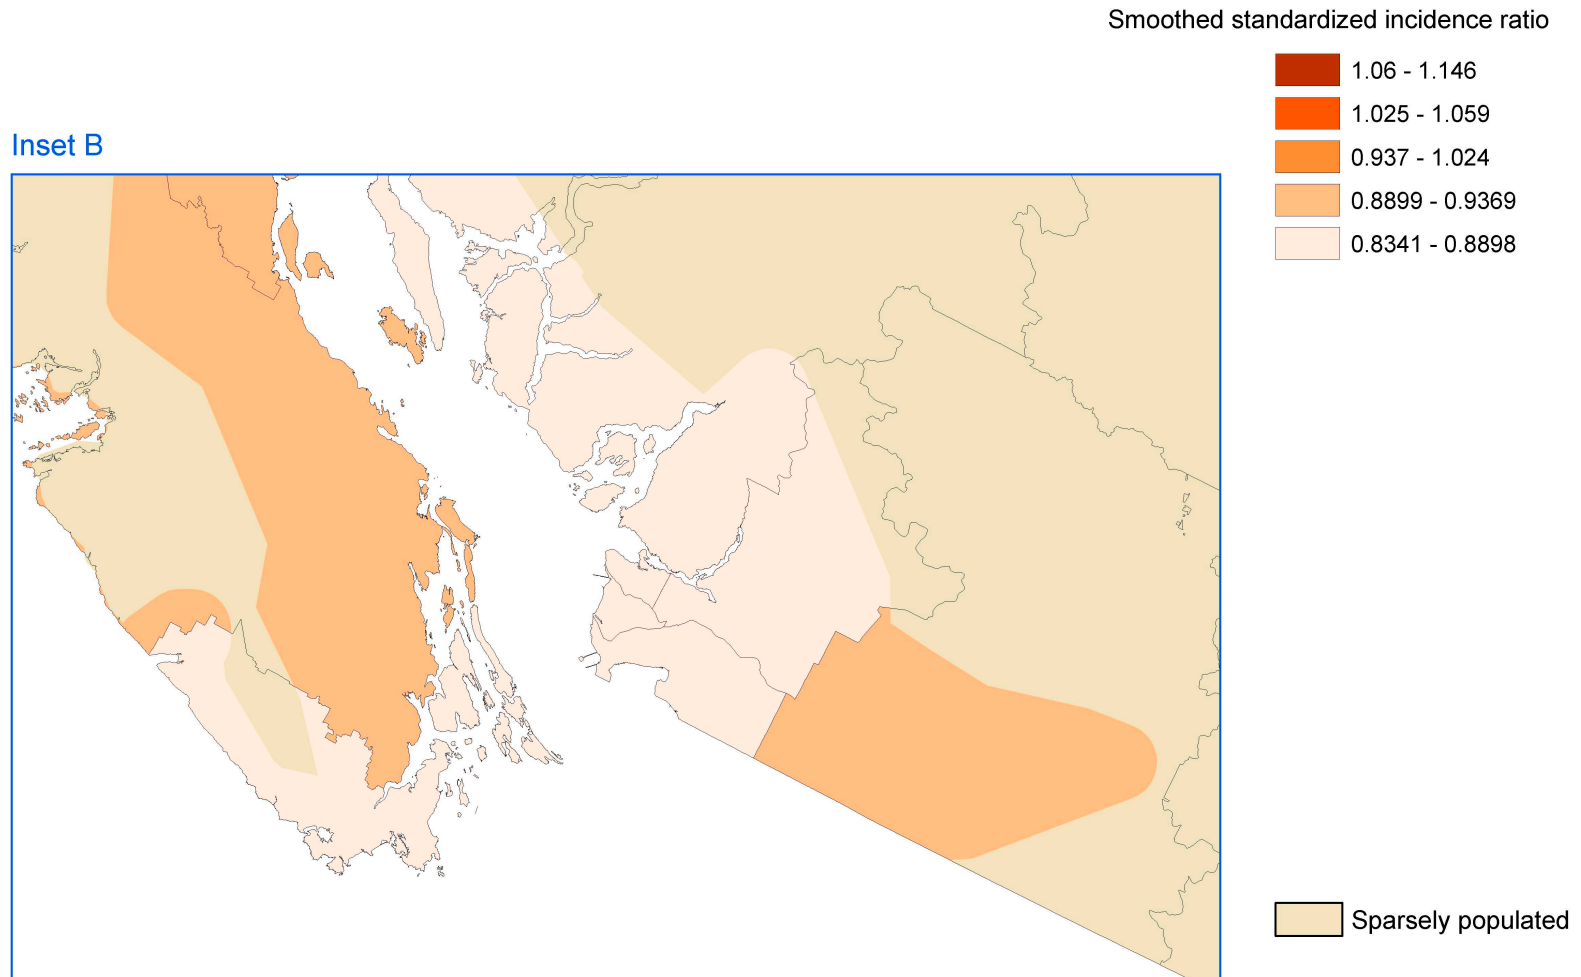 Smoothed standardized incidence ratio
1.06 - 1.146
1.025 - 1.059
0.937 - 1.024
0.8899 - 0.9369
0.8341 - 0.8898
Inset B
Sparsely populated